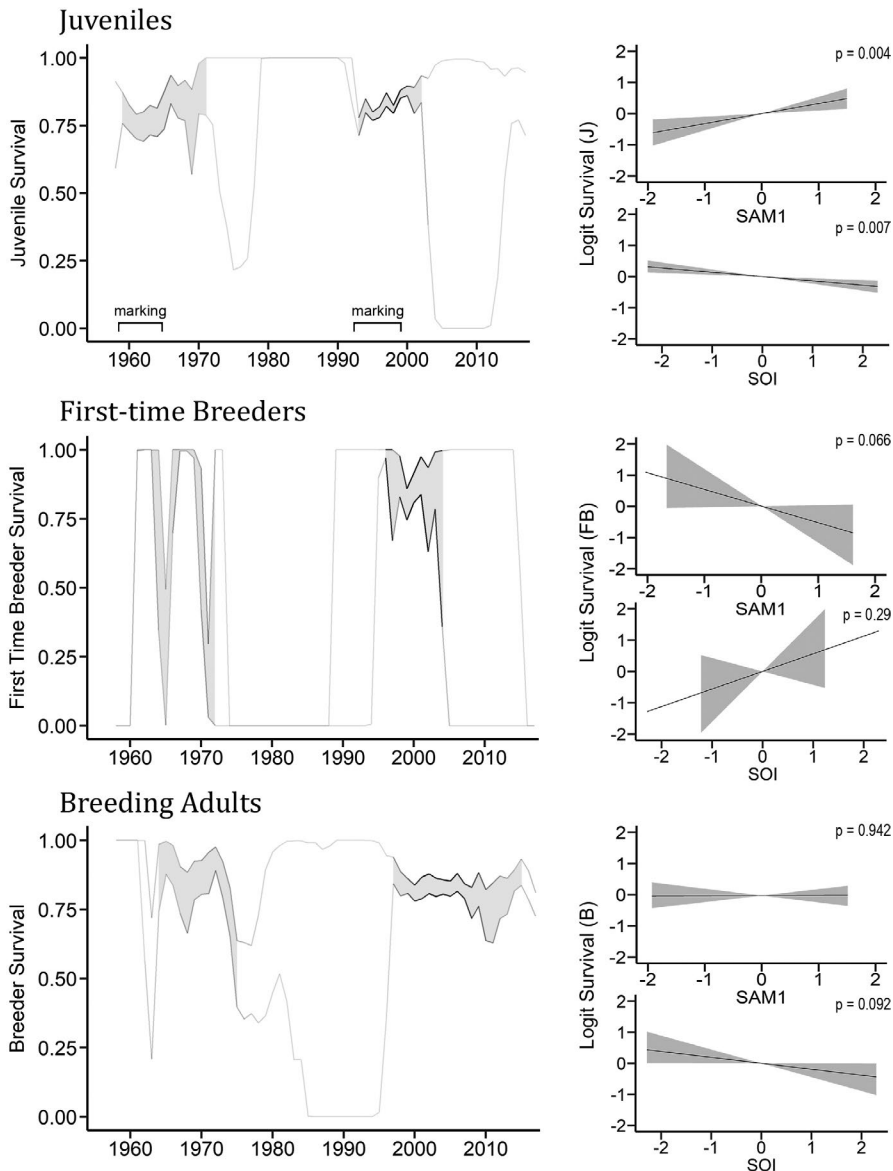 Juveniles
Juvenile Survival
1.00
0.75
0.50
0.25
0.00
marking
marking
1960 1970 1980 1990 2000 2010
Logit Survival (J)
p = 0.004
2
1
0
-1
-2
-2 -1 0 1 2
SAM1
p = 0.007
2
1
0
-1
-2
-2 -1 0 1 2
SOI
First-time Breeders
First Time Breeder Survival
1.00
0.75
0.50
0.25
0.00
1960 1970 1980 1990 2000 2010
Logit Survival (FB)
p = 0.066
2
1
0
-1
-2
-2 -1 0 1 2
SAM1
p = 0.29
2
1
0
-1
-2
-2 -1 0 1 2
SOI
Breeding Adults
Breeder Survival
1.00
0.75
0.50
0.25
0.00
1960 1970 1980 1990 2000 2010
Logit Survival (B)
p = 0.942
2
1
0
-1
-2
-2 -1 0 1 2
SAM1
p = 0.092
2
1
0
-1
-2
-2 -1 0 1 2
SOI